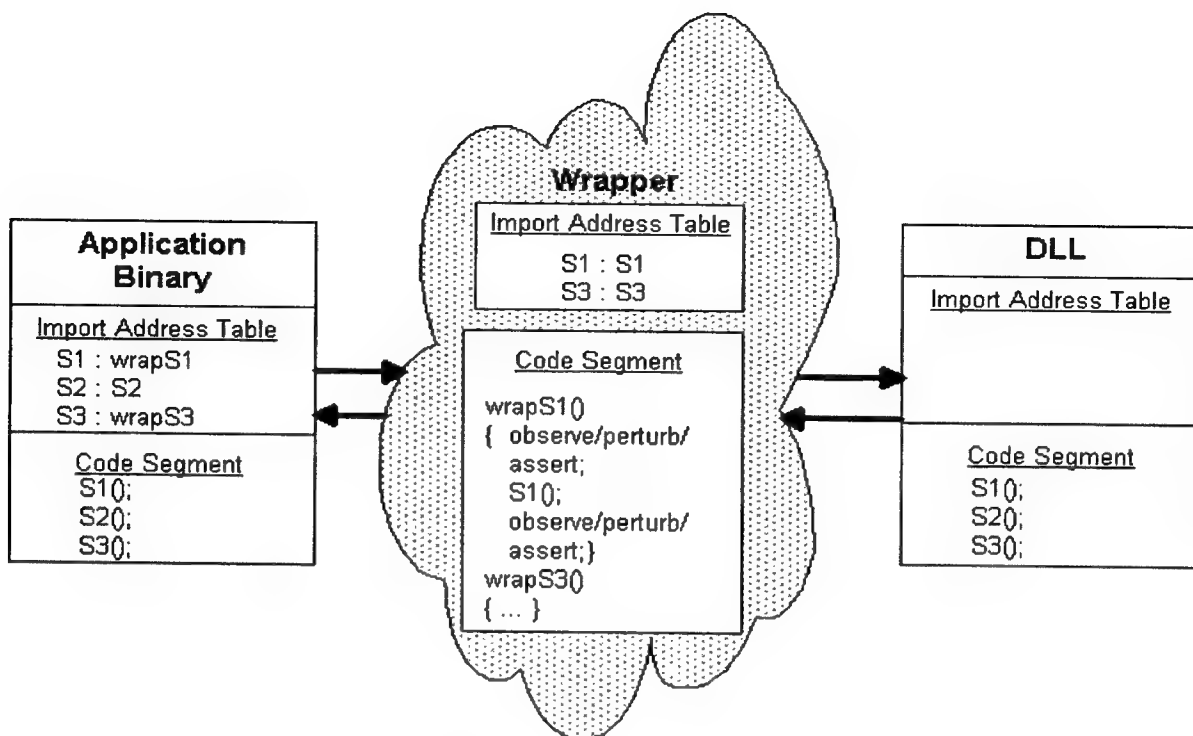 Application
Binary
Import Address Table
S1 : wrapS1
S2 : S2
S3 : wrapS3
Code Segment
S1();
S2();
S3();
Wrapper
Import Address Table
S1 : S1
S3 : S3
Code Segment
wrapS1()
{ observe/perturb/
assert;
S1();
observe/perturb/
assert;}
wrapS3()
{ ... }
DLL
Import Address Table
Code Segment
S1();
S2();
S3();